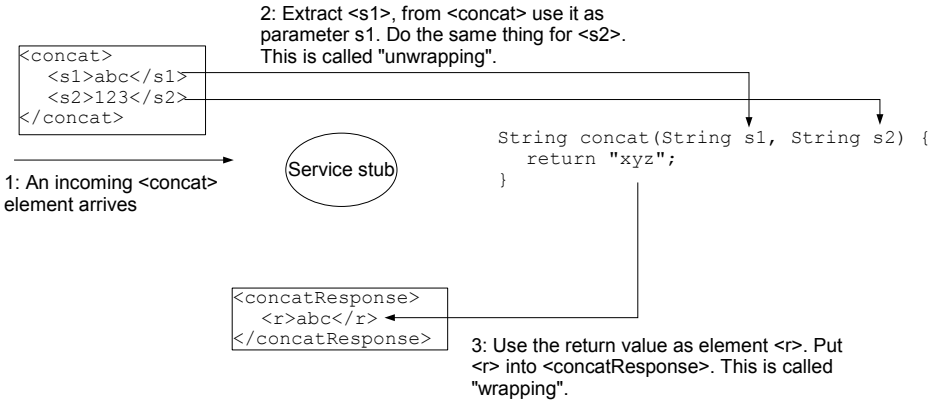 2: Extract <s1>, from <concat> use it as
parameter s1. Do the same thing for <s2>.
This is called "unwrapping".
<concat>
<s1>abc</s1>
<s2>123</s2>
</concat>
String concat(String s1, String s2) {
return "xyz";
}
Service stub
1: An incoming <concat>
element arrives
<concatResponse>
<r>abc</r>
</concatResponse>
3: Use the return value as element <r>. Put
<r> into <concatResponse>. This is called
"wrapping".